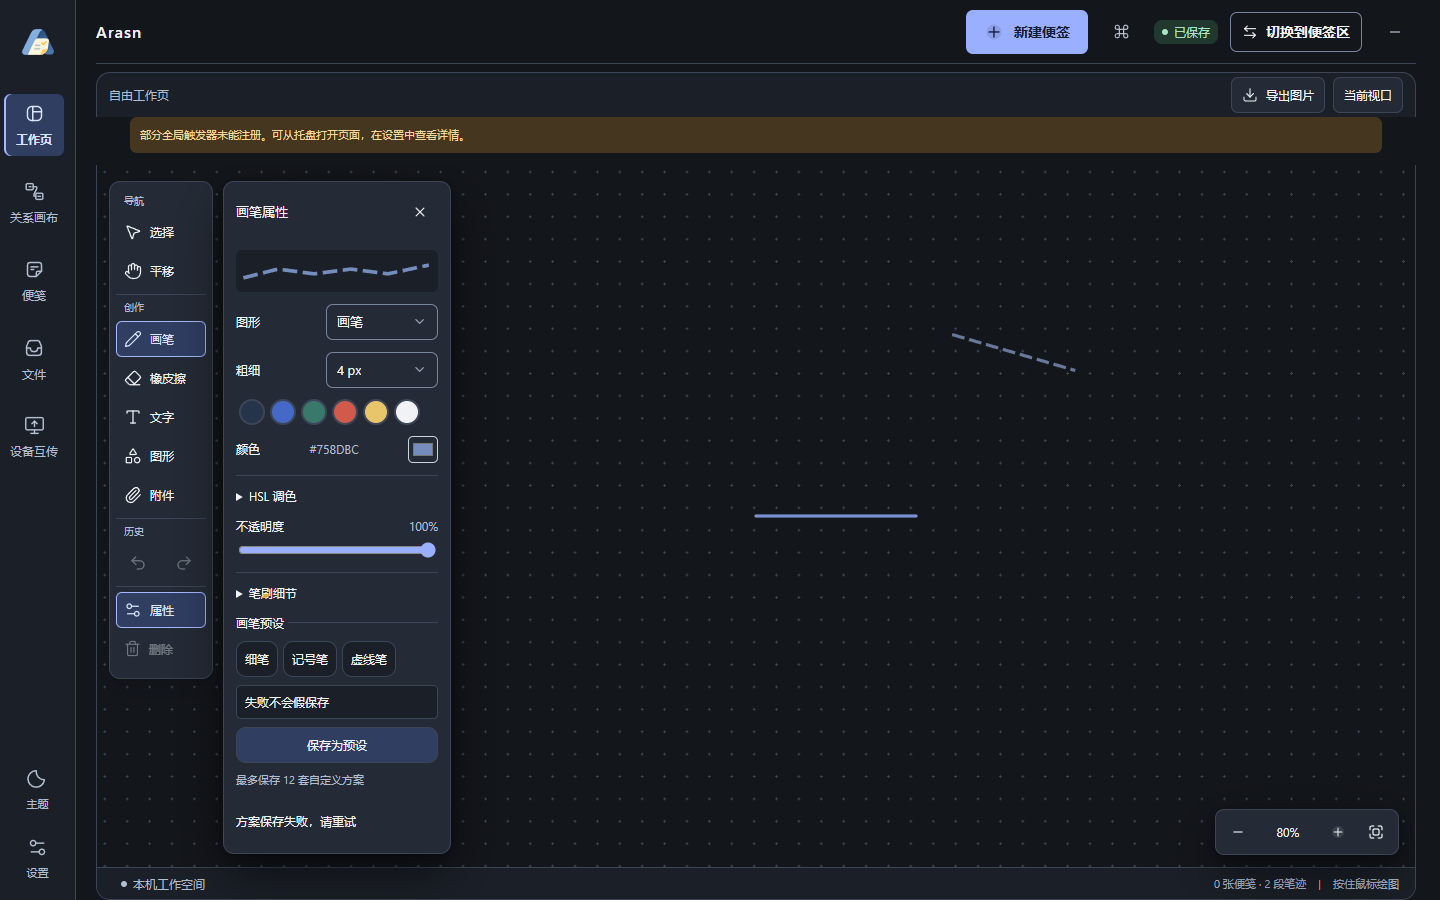 Arasn
新建便签
已保存
切换到便签区
工作页
关系画布
便笺
文件
设备互传
主题
设置
自由工作页
导出图片
当前视口
部分全局触发器未能注册。可从托盘打开页面，在设置中查看详情。
导航
选择
平移
创作
画笔
橡皮擦
文字
图形
附件
历史
属性
删除
画笔属性
图形
画笔
粗细
4 px
颜色
#758DBC
HSL 调色
不透明度
100%
笔刷细节
画笔预设
细笔
记号笔
虚线笔
失败不会假保存
保存为预设
最多保存 12 套自定义方案
方案保存失败，请重试
80%
本机工作空间
0 张便笺 · 2 段笔迹 | 按住鼠标绘图